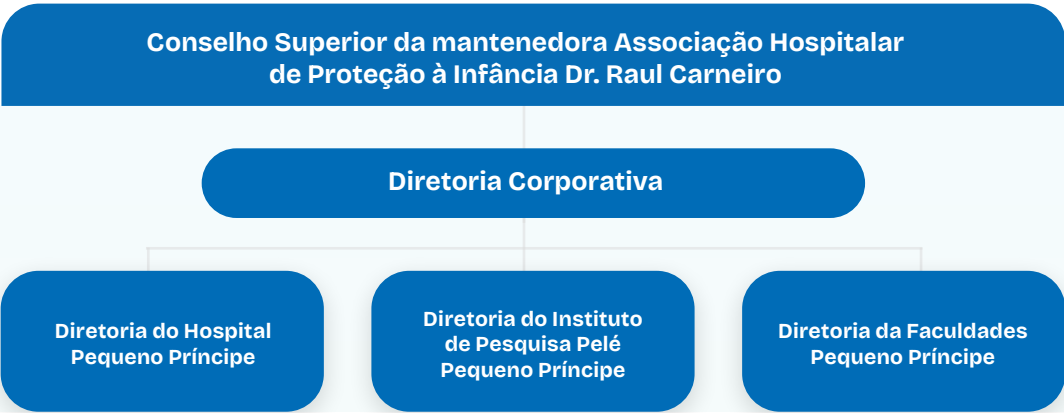 Conselho Superior da mantenedora Associação Hospitalar
de Proteção à Infância Dr. Raul Carneiro
Diretoria Corporativa
Diretoria do Hospital
Pequeno Príncipe
Diretoria do Instituto
de Pesquisa Pelé
Pequeno Príncipe
Diretoria da Faculdades
Pequeno Príncipe